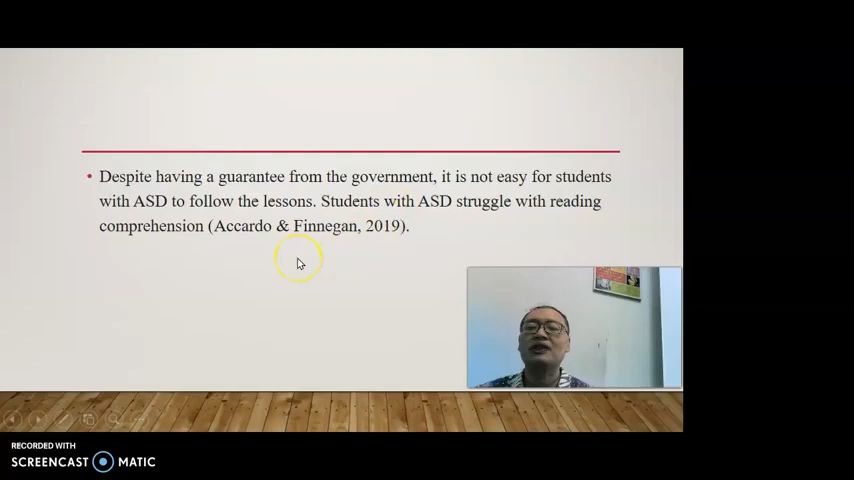 • Despite having a guarantee from the government, it is not easy for students
with ASD to follow the lessons. Students with ASD struggle with reading
comprehension (Accardo & Finnegan, 2019).
RECORDED WITH
SCREENCAST MATIC